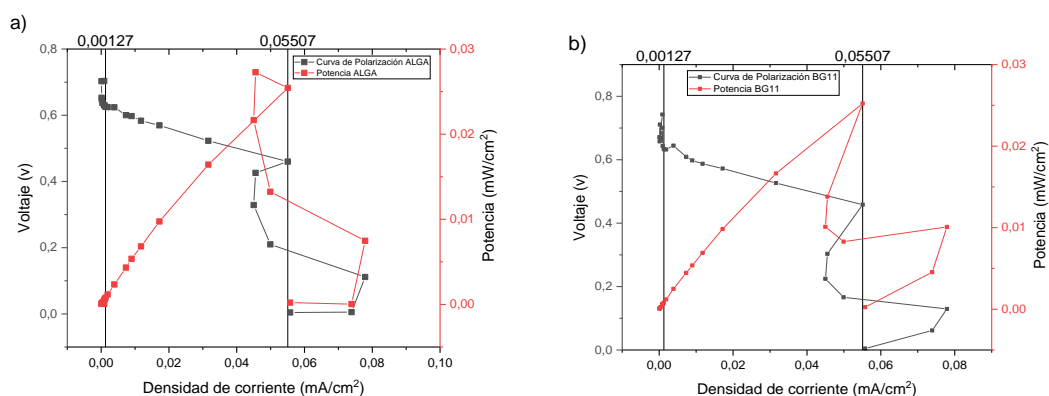 a)
0,00127
0,05507
0,8
0,6
0,4
0,2
0,0
Voltaje (v)
Curva de Polarización ALGA
Potencia ALGA
0,03
0,02
0,01
0,00
Potencia (mW/cm²)
0,00
0,02
0,04
0,06
0,08
0,10
Densidad de corriente (mA/cm²)
b)
0,00127
0,05507
0,8
0,6
0,4
0,2
0,0
Voltaje (v)
Curva de Polarización BG11
Potencia BG11
0,03
0,02
0,01
0,00
Potencia (mW/cm²)
0,00
0,02
0,04
0,06
0,08
Densidad de corriente (mA/cm²)